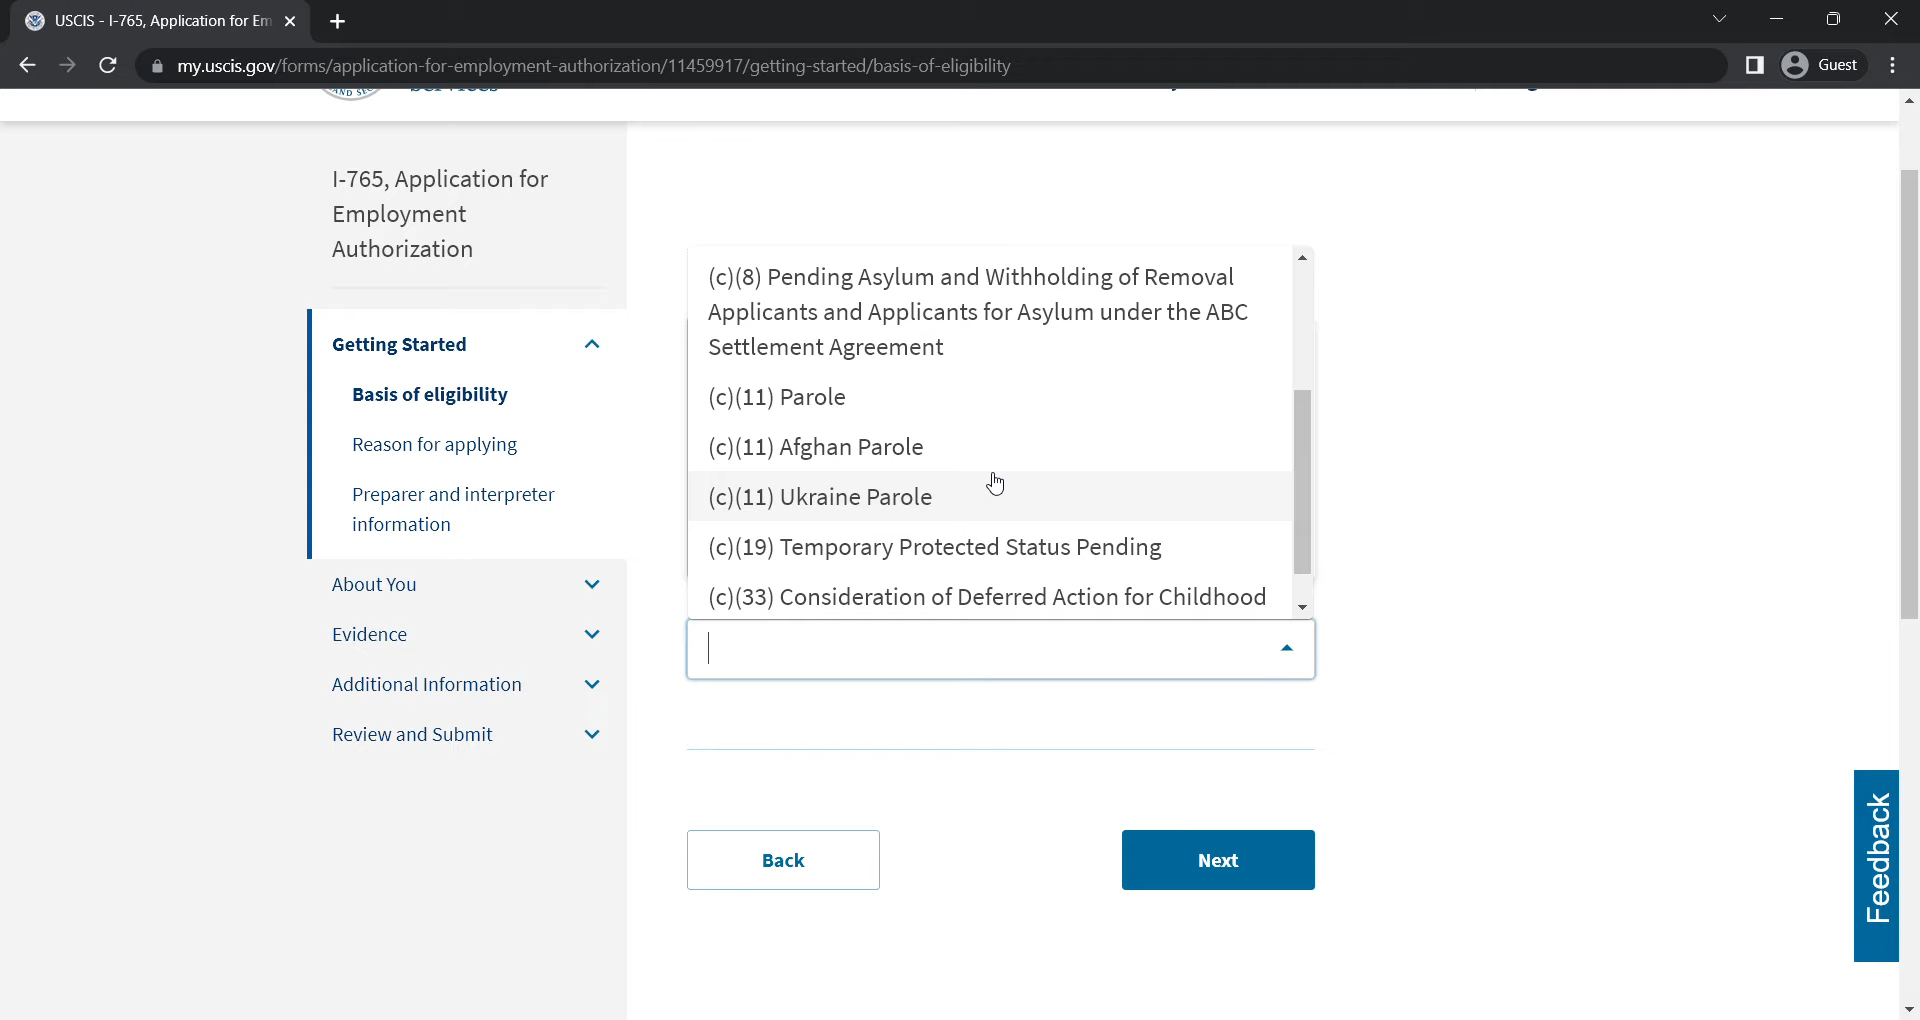 USCIS - I-765, Application for Em
my.uscis.gov/forms/application-for-employment-authorization/11459917/getting-started/basis-of-eligibility
Guest
I-765, Application for
Employment
Authorization
Getting Started
Basis of eligibility
Reason for applying
Preparer and interpreter
information
About You
Evidence
Additional Information
Review and Submit
(c)(8) Pending Asylum and Withholding of Removal
Applicants and Applicants for Asylum under the ABC
Settlement Agreement
(c)(11) Parole
(c)(11) Afghan Parole
(c)(11) Ukraine Parole
(c)(19) Temporary Protected Status Pending
(c)(33) Consideration of Deferred Action for Childhood
Back
Next
Feedback